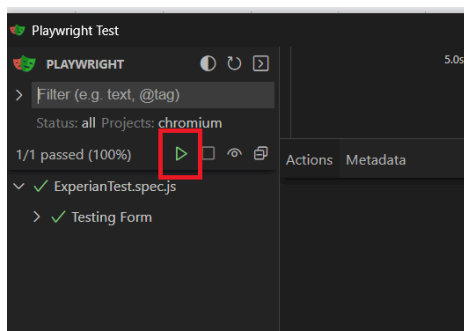 Playwright Test
PLAYWRIGHT
5.0s
Filter (e.g. text, @tag)
Status: all Projects: chromium
1/1 passed (100%)
Actions Metadata
ExperianTest.spec.js
Testing Form